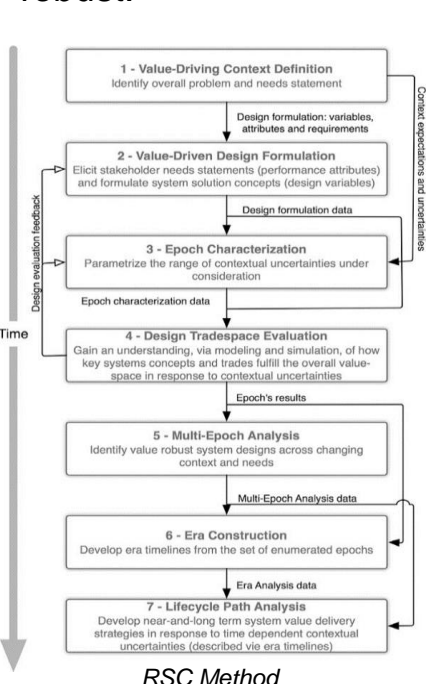 1 - Value-Driving Context Definition
Identify overall problem and needs statement
Design formulation: variables,
attributes and requirements
Context expectations and uncertainties
2 - Value-Driven Design Formulation
Elicit stakeholder needs statements (performance attributes)
and formulate system solution concepts (design variables)
Design formulation data
Design evaluation feedback
3 - Epoch Characterization
Parametrize the range of contextual uncertainties under
consideration
Epoch characterization data
Time
4 - Design Tradespace Evaluation
Gain an understanding, via modeling and simulation, of how
key systems concepts and trades fulfill the overall value-
space in response to contextual uncertainties
Epoch's results
5 - Multi-Epoch Analysis
Identify value robust system designs across changing
context and needs
Multi-Epoch Analysis data
6 - Era Construction
Develop era timelines from the set of enumerated epochs
Era Analysis data
7 - Lifecycle Path Analysis
Develop near-and-long term system value delivery
strategies in response to time dependent contextual
uncertainties (described vie era timelines)
RSC Method